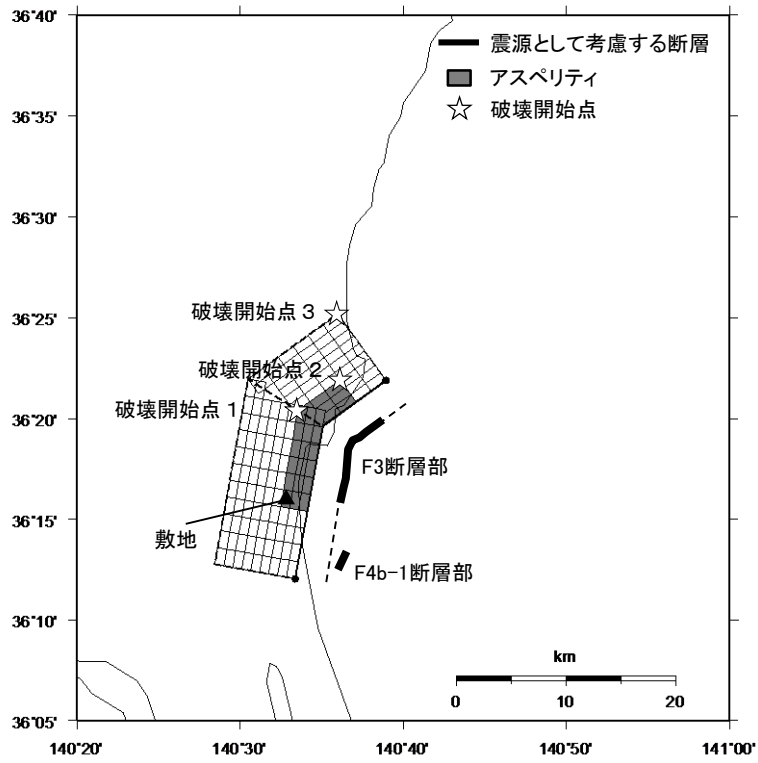 36°40'
震源として考慮する断層
アスペリティ
破壊開始点
36°35'
36°30'
36°25'
破壊開始点3
破壊開始点2
破壊開始点1
36°20'
F3断層部
36°15'
敷地
F4b-1断層部
36°10'
km
0 10 20
36°05'
140°20' 140°30' 140°40' 140°50' 141°00'